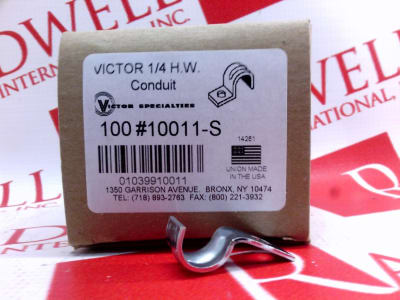 VICTOR 1/4 H.W.
Conduit
VICTOR SPECIALTIES
100 #10011-S
14251
UNION MADE
IN THE USA
01039910011
1350 GARRISON AVENUE. BRONX, NY 10474
TEL: (718) 893-2763 FAX: (800) 221-3932